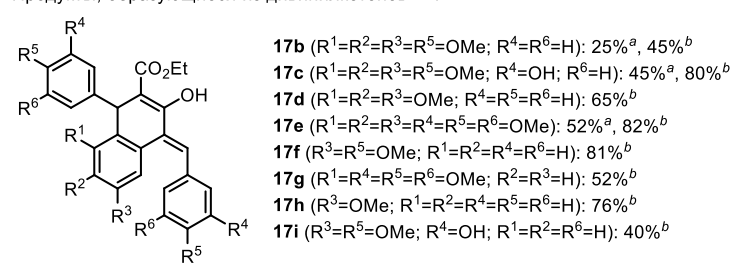 R⁴
R⁵
CO₂Et
R⁶
OH
R¹
R²
R³
R⁶
R⁴
R⁵
17b (R¹=R²=R³=R⁵=OMe; R⁴=R⁶=H): 25%ᵃ, 45%ᵇ
17c (R¹=R²=R³=R⁵=OMe; R⁴=OH; R⁶=H): 45%ᵃ, 80%ᵇ
17d (R¹=R²=R³=OMe; R⁴=R⁵=R⁶=H): 65%ᵇ
17e (R¹=R²=R³=R⁴=R⁵=R⁶=OMe): 52%ᵃ, 82%ᵇ
17f (R³=R⁵=OMe; R¹=R²=R⁴=R⁶=H): 81%ᵇ
17g (R¹=R⁴=R⁵=R⁶=OMe; R²=R³=H): 52%ᵇ
17h (R³=OMe; R¹=R²=R⁴=R⁵=R⁶=H): 76%ᵇ
17i (R³=R⁵=OMe; R⁴=OH; R¹=R²=R⁶=H): 40%ᵇ